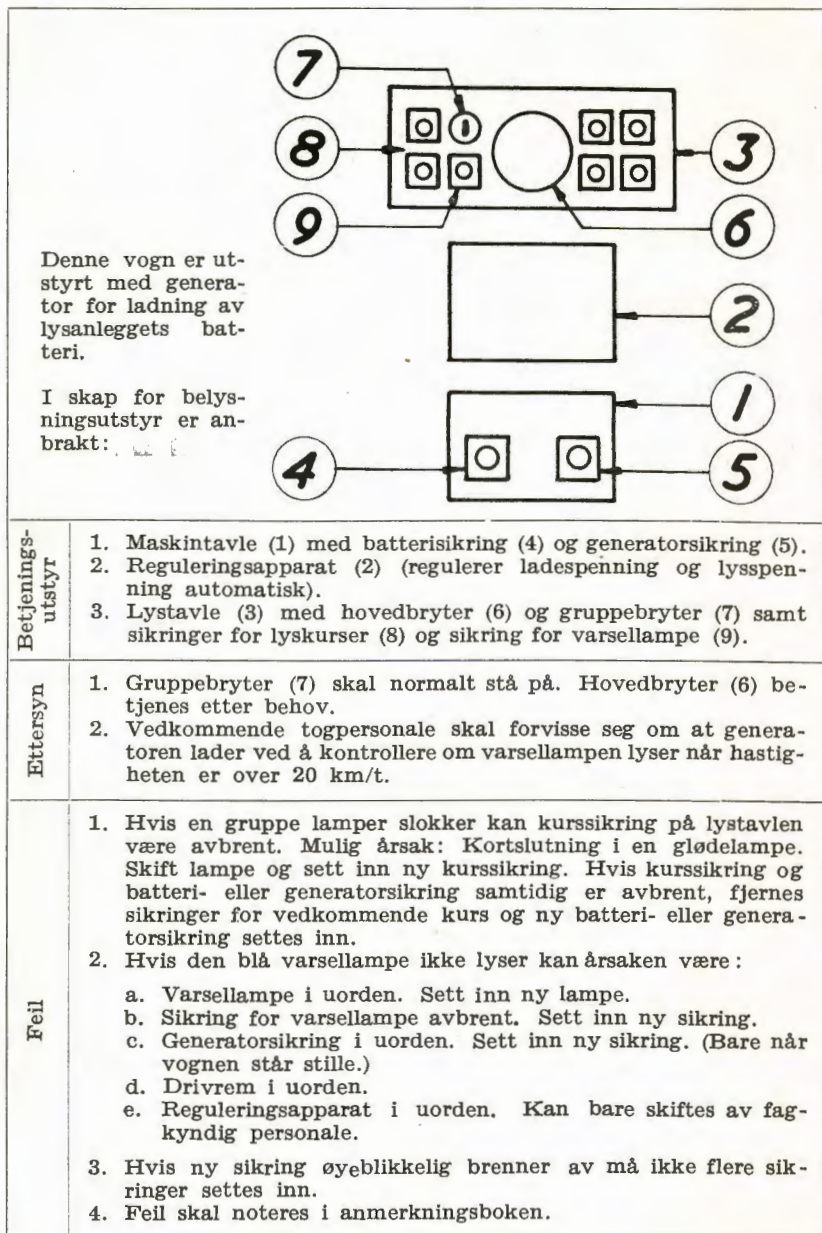 7
8
9
3
6
2
1
4
5
Denne vogn er ut-
styrt med genera-
tor for ladning av
lysanleggets bat-
teri.
I skap for belys-
ningsutstyr er an-
brakt:
Betjenings-
utstyr
1. Maskintavle (1) med batterisikring (4) og generatorsikring (5).
2. Reguleringsapparat (2) (regulerer ladespenning og lysspen-
ning automatisk).
3. Lystavle (3) med hovedbryter (6) og gruppebryter (7) samt
sikringer for lyskurser (8) og sikring for varsellampe (9).
Ettersyn
1. Gruppebryter (7) skal normalt stå på. Hovedbryter (6) be-
tjenes etter behov.
2. Vedkommende togpersonale skal forvisse seg om at genera-
toren lader ved å kontrollere om varsellampen lyser når hastig-
heten er over 20 km/t.
Feil
1. Hvis en gruppe lamper slokker kan kurssikring på lystavlen
være avbrent. Mulig årsak: Kortslutning i en glødelampe.
Skift lampe og sett inn ny kurssikring. Hvis kurssikring og
batteri- eller generatorsikring samtidig er avbrent, fjernes
sikringer for vedkommende kurs og ny batteri- eller genera-
torsikring settes inn.
2. Hvis den blå varsellampe ikke lyser kan årsaken være:
a. Varsellampe i uorden. Sett inn ny lampe.
b. Sikring for varsellampe avbrent. Sett inn ny sikring.
c. Generatorsikring i uorden. Sett inn ny sikring. (Bare når
vognen står stille.)
d. Drivrem i uorden.
e. Reguleringsapparat i uorden. Kan bare skiftes av fag-
kyndig personale.
3. Hvis ny sikring øyeblikkelig brenner av må ikke flere sik-
ringer settes inn.
4. Feil skal noteres i anmerkningsboken.